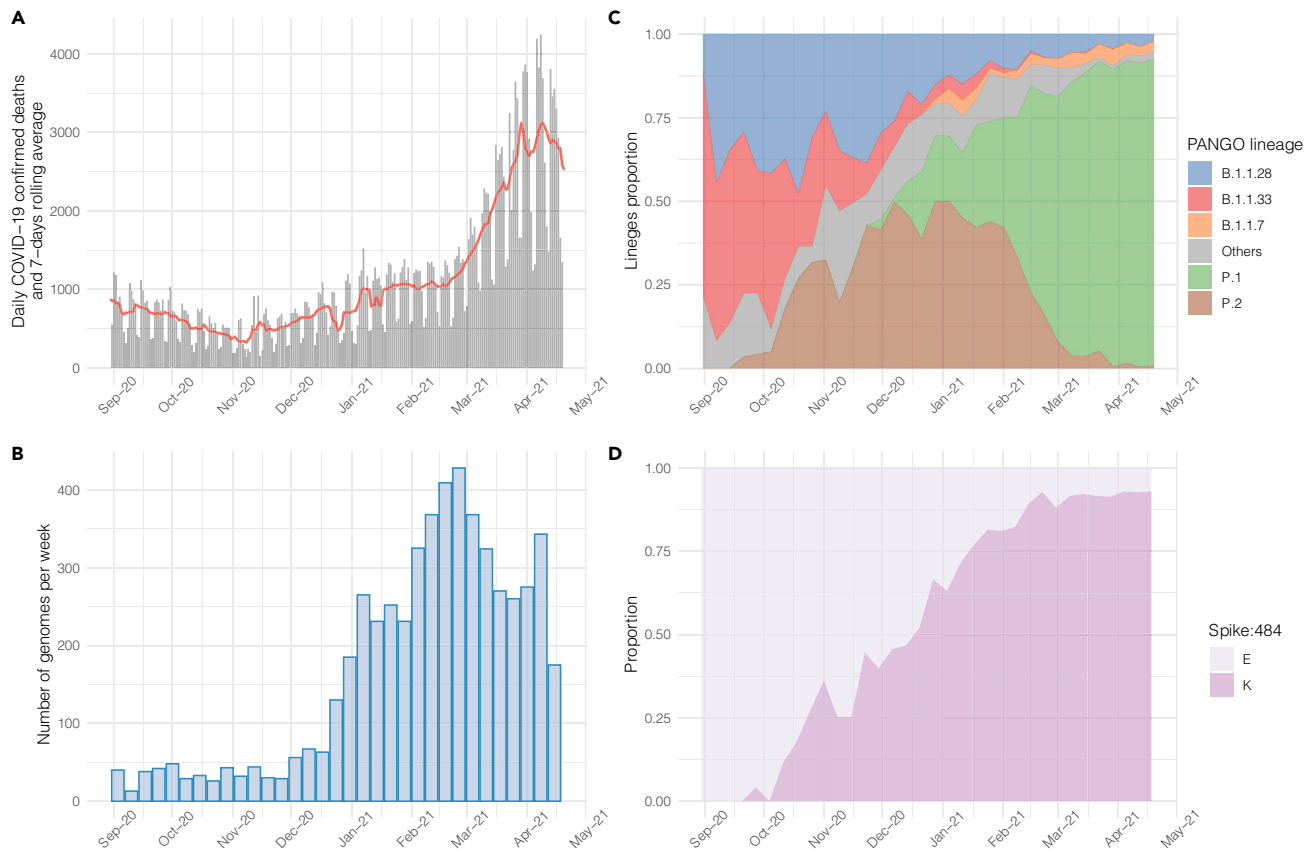 A
Daily COVID–19 confirmed deaths
and 7–days rolling average
4000
3000
2000
1000
0
Sep–20
Oct–20
Nov–20
Dec–20
Jan–21
Feb–21
Mar–21
Apr–21
May–21
C
Lineges proportion
1.00
0.75
0.50
0.25
0.00
Sep–20
Oct–20
Nov–20
Dec–20
Jan–21
Feb–21
Mar–21
Apr–21
May–21
PANGO lineage
B.1.1.28
B.1.1.33
B.1.1.7
Others
P.1
P.2
B
Number of genomes per week
400
300
200
100
0
Sep–20
Oct–20
Nov–20
Dec–20
Jan–21
Feb–21
Mar–21
Apr–21
May–21
D
Proportion
1.00
0.75
0.50
0.25
0.00
Sep–20
Oct–20
Nov–20
Dec–20
Jan–21
Feb–21
Mar–21
Apr–21
May–21
Spike:484
E
K